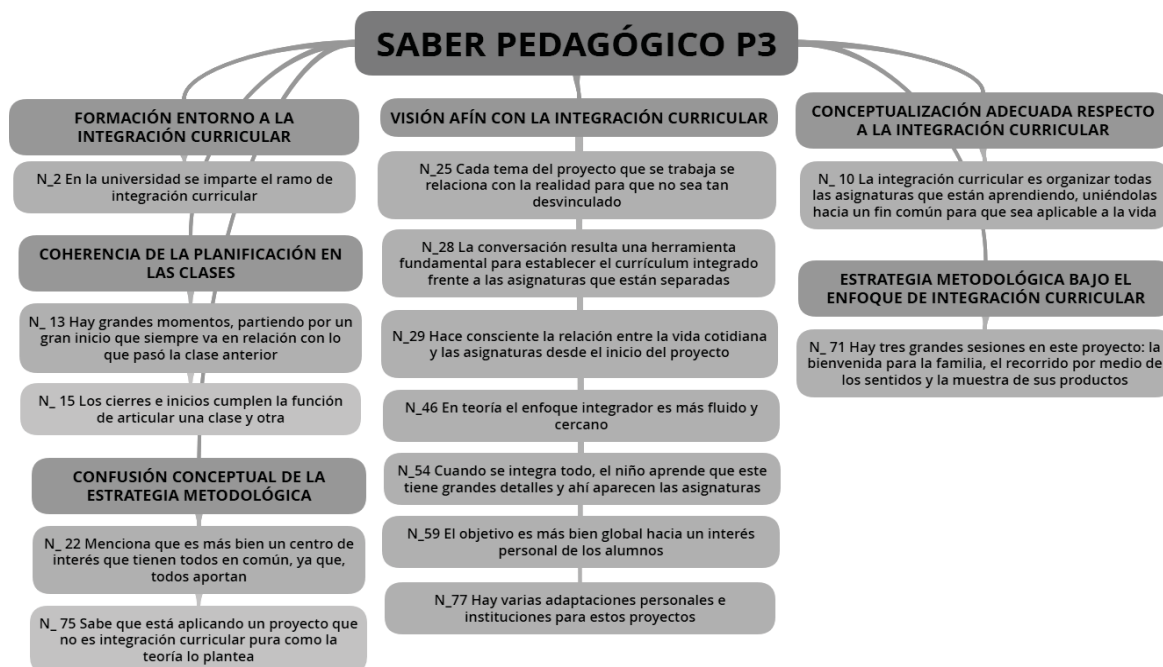 SABER PEDAGÓGICO P3
FORMACIÓN ENTORNO A LA
INTEGRACIÓN CURRICULAR
N_2 En la universidad se imparte el ramo de
integración curricular
COHERENCIA DE LA PLANIFICACIÓN EN
LAS CLASES
N_ 13 Hay grandes momentos, partiendo por un
gran inicio que siempre va en relación con lo
que pasó la clase anterior
N_ 15 Los cierres e inicios cumplen la función
de articular una clase y otra
CONFUSIÓN CONCEPTUAL DE LA
ESTRATEGIA METODOLÓGICA
N_ 22 Menciona que es más bien un centro de
interés que tienen todos en común, ya que,
todos aportan
N_ 75 Sabe que está aplicando un proyecto que
no es integración curricular pura como la
teoría lo plantea
VISIÓN AFÍN CON LA INTEGRACIÓN CURRICULAR
N_25 Cada tema del proyecto que se trabaja se
relaciona con la realidad para que no sea tan
desvinculado
N_28 La conversación resulta una herramienta
fundamental para establecer el currículum integrado
frente a las asignaturas que están separadas
N_29 Hace consciente la relación entre la vida cotidiana
y las asignaturas desde el inicio del proyecto
N_46 En teoría el enfoque integrador es más fluido y
cercano
N_54 Cuando se integra todo, el niño aprende que este
tiene grandes detalles y ahí aparecen las asignaturas
N_59 El objetivo es más bien global hacia un interés
personal de los alumnos
N_77 Hay varias adaptaciones personales e
instituciones para estos proyectos
CONCEPTUALIZACIÓN ADECUADA RESPECTO
A LA INTEGRACIÓN CURRICULAR
N_ 10 La integración curricular es organizar todas
las asignaturas que están aprendiendo, uniéndolas
hacia un fin común para que sea aplicable a la vida
ESTRATEGIA METODOLÓGICA BAJO EL
ENFOQUE DE INTEGRACIÓN CURRICULAR
N_ 71 Hay tres grandes sesiones en este proyecto: la
bienvenida para la familia, el recorrido por medio de
los sentidos y la muestra de sus productos